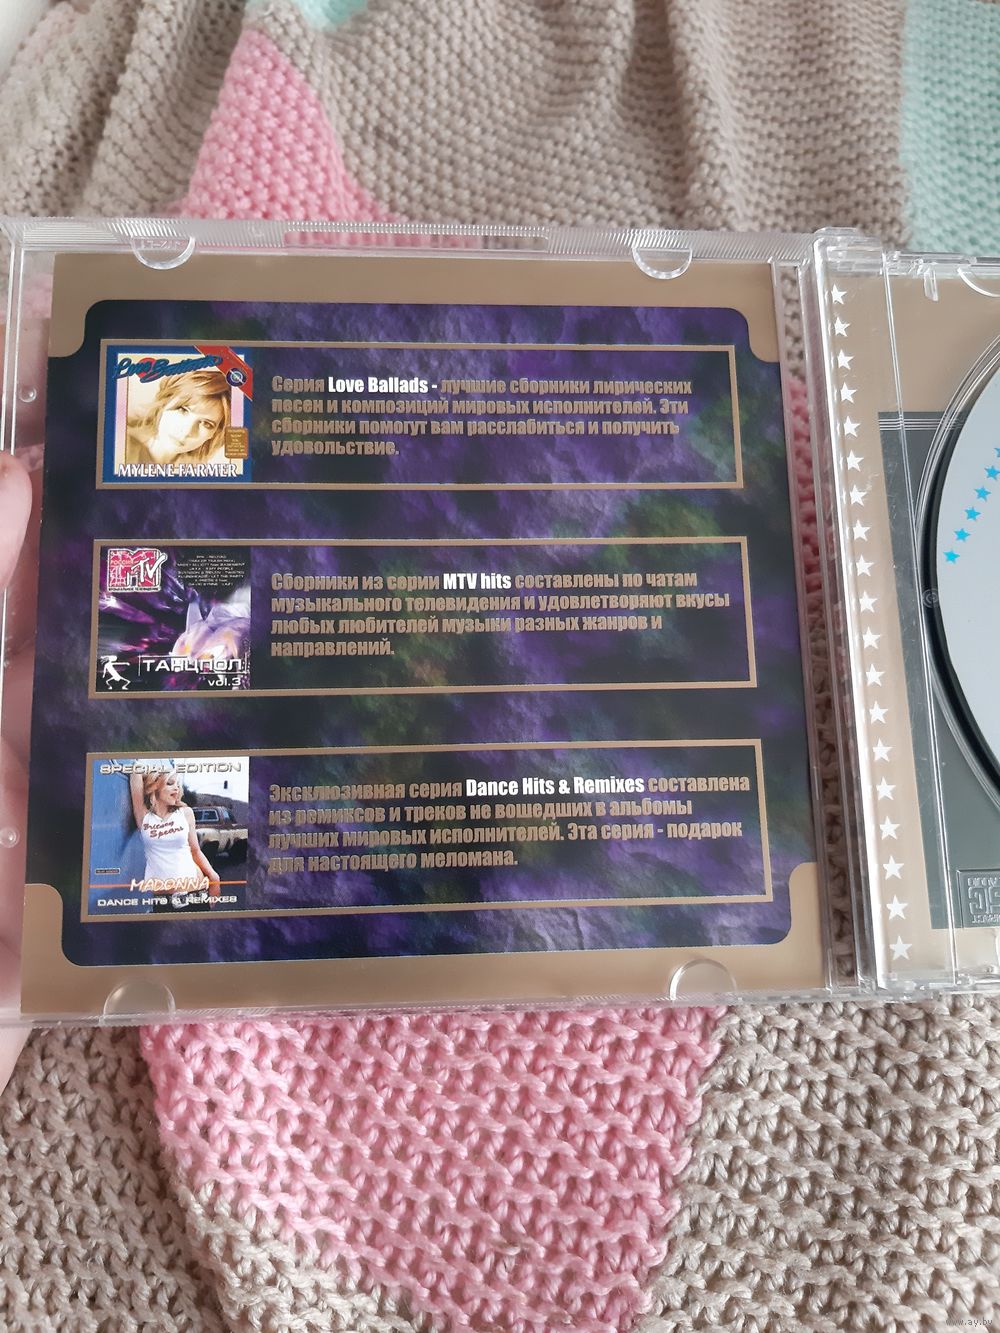 Love Ballads
MYLENE FARMER
Серия Love Ballads - лучшие сборники лирических
песен и композиций мировых исполнителей. Эти
сборники помогут вам расслабиться и получить
удовольствие.
MTV
ТАНЦПОЛ
vol.3
Сборники из серии MTV hits составлены по чатам
музыкального телевидения и удовлетворяют вкусы
любых любителей музыки разных жанров и
направлений.
SPECIAL EDITION
Britney
Spears
MADONNA
DANCE HITS & REMIXES
Эксклюзивная серия Dance Hits & Remixes составлена
из ремиксов и треков не вошедших в альбомы
лучших мировых исполнителей. Эта серия - подарок
для настоящего меломана.
www.ay.by